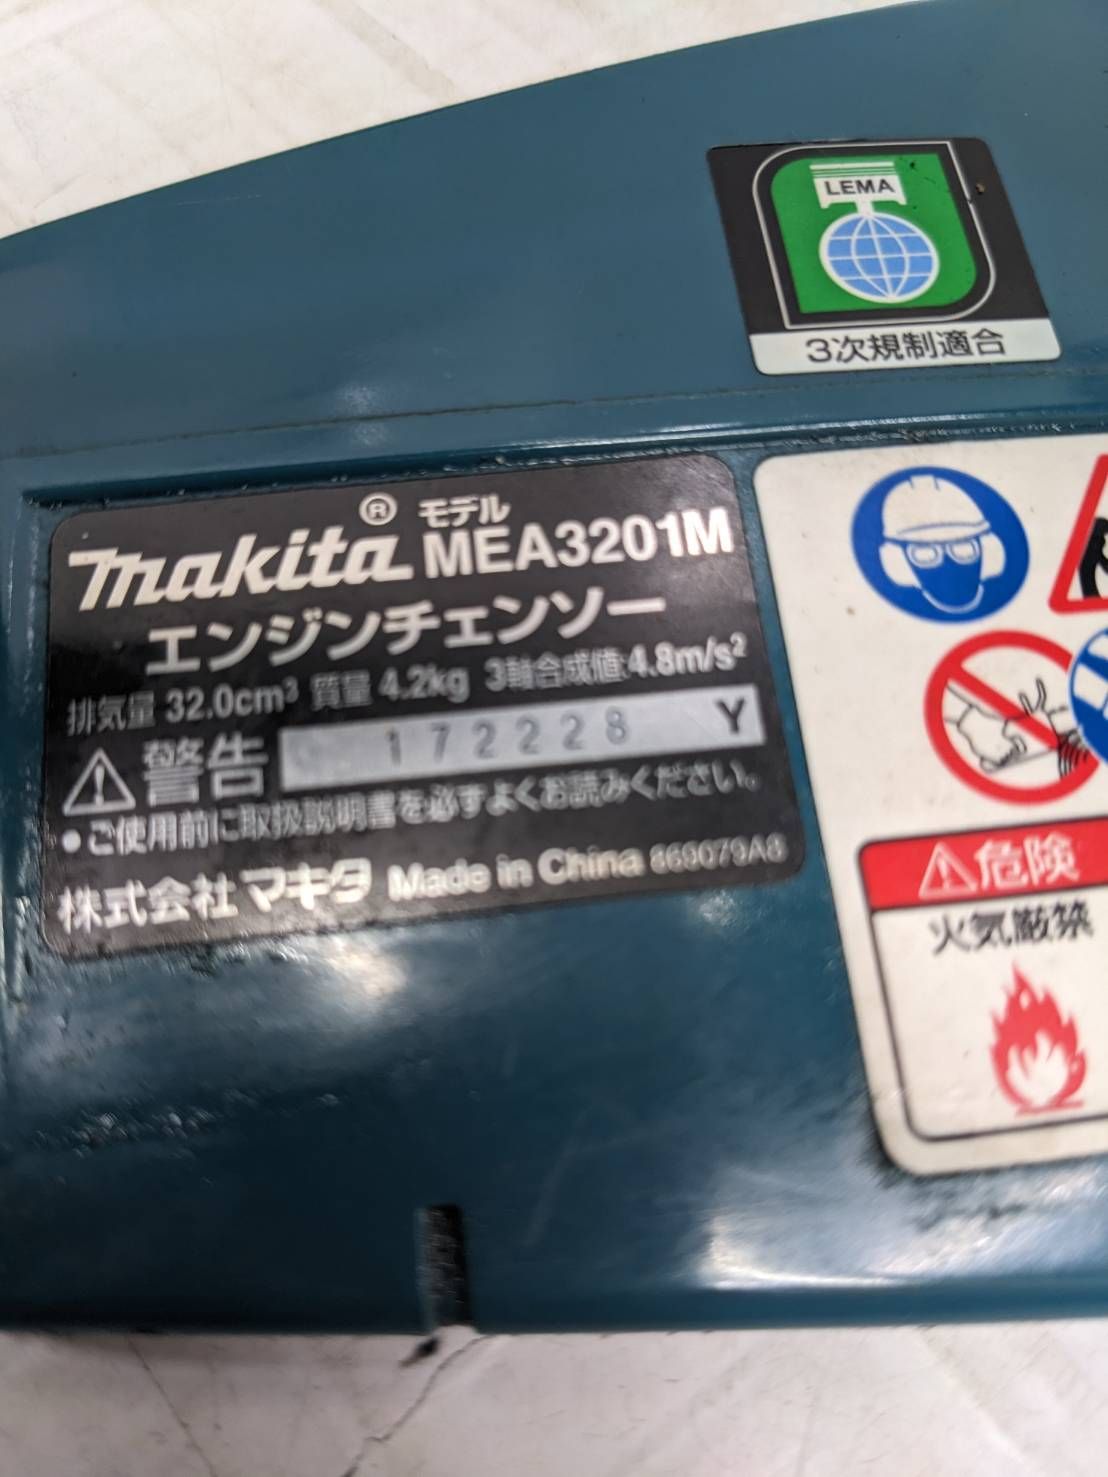 LEMA
3次規制適合
makita® モデル MEA3201M
エンジンチェンソー
排気量 32.0cm³ 質量 4.2kg 3軸合成値:4.8m/s²
警告 172228 Y
•ご使用前に取扱説明書を必ずよくお読みください。
株式会社マキタ Made in China 869079A8
危険
火気厳禁